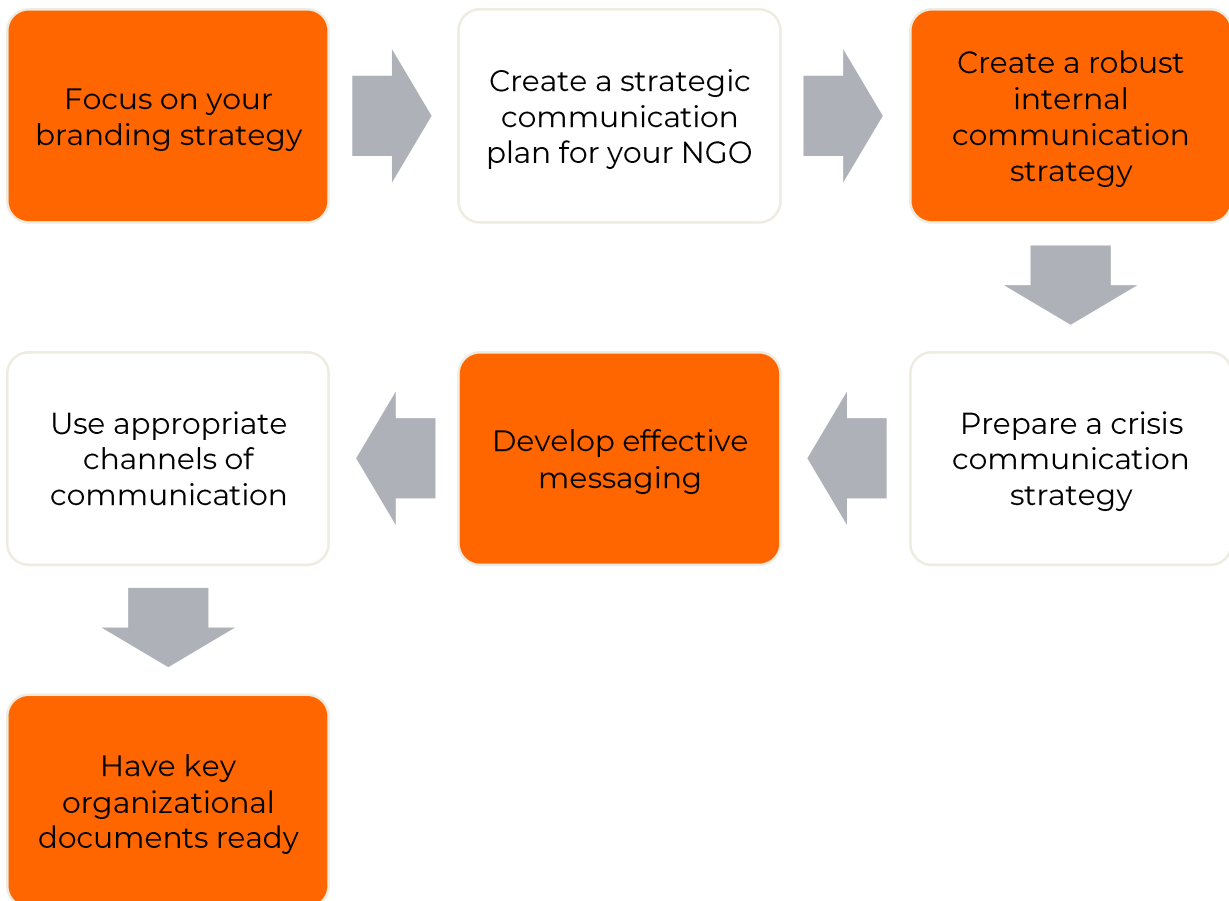 Focus on your
branding strategy
Create a strategic
communication
plan for your NGO
Create a robust
internal
communication
strategy
Prepare a crisis
communication
strategy
Develop effective
messaging
Use appropriate
channels of
communication
Have key
organizational
documents ready